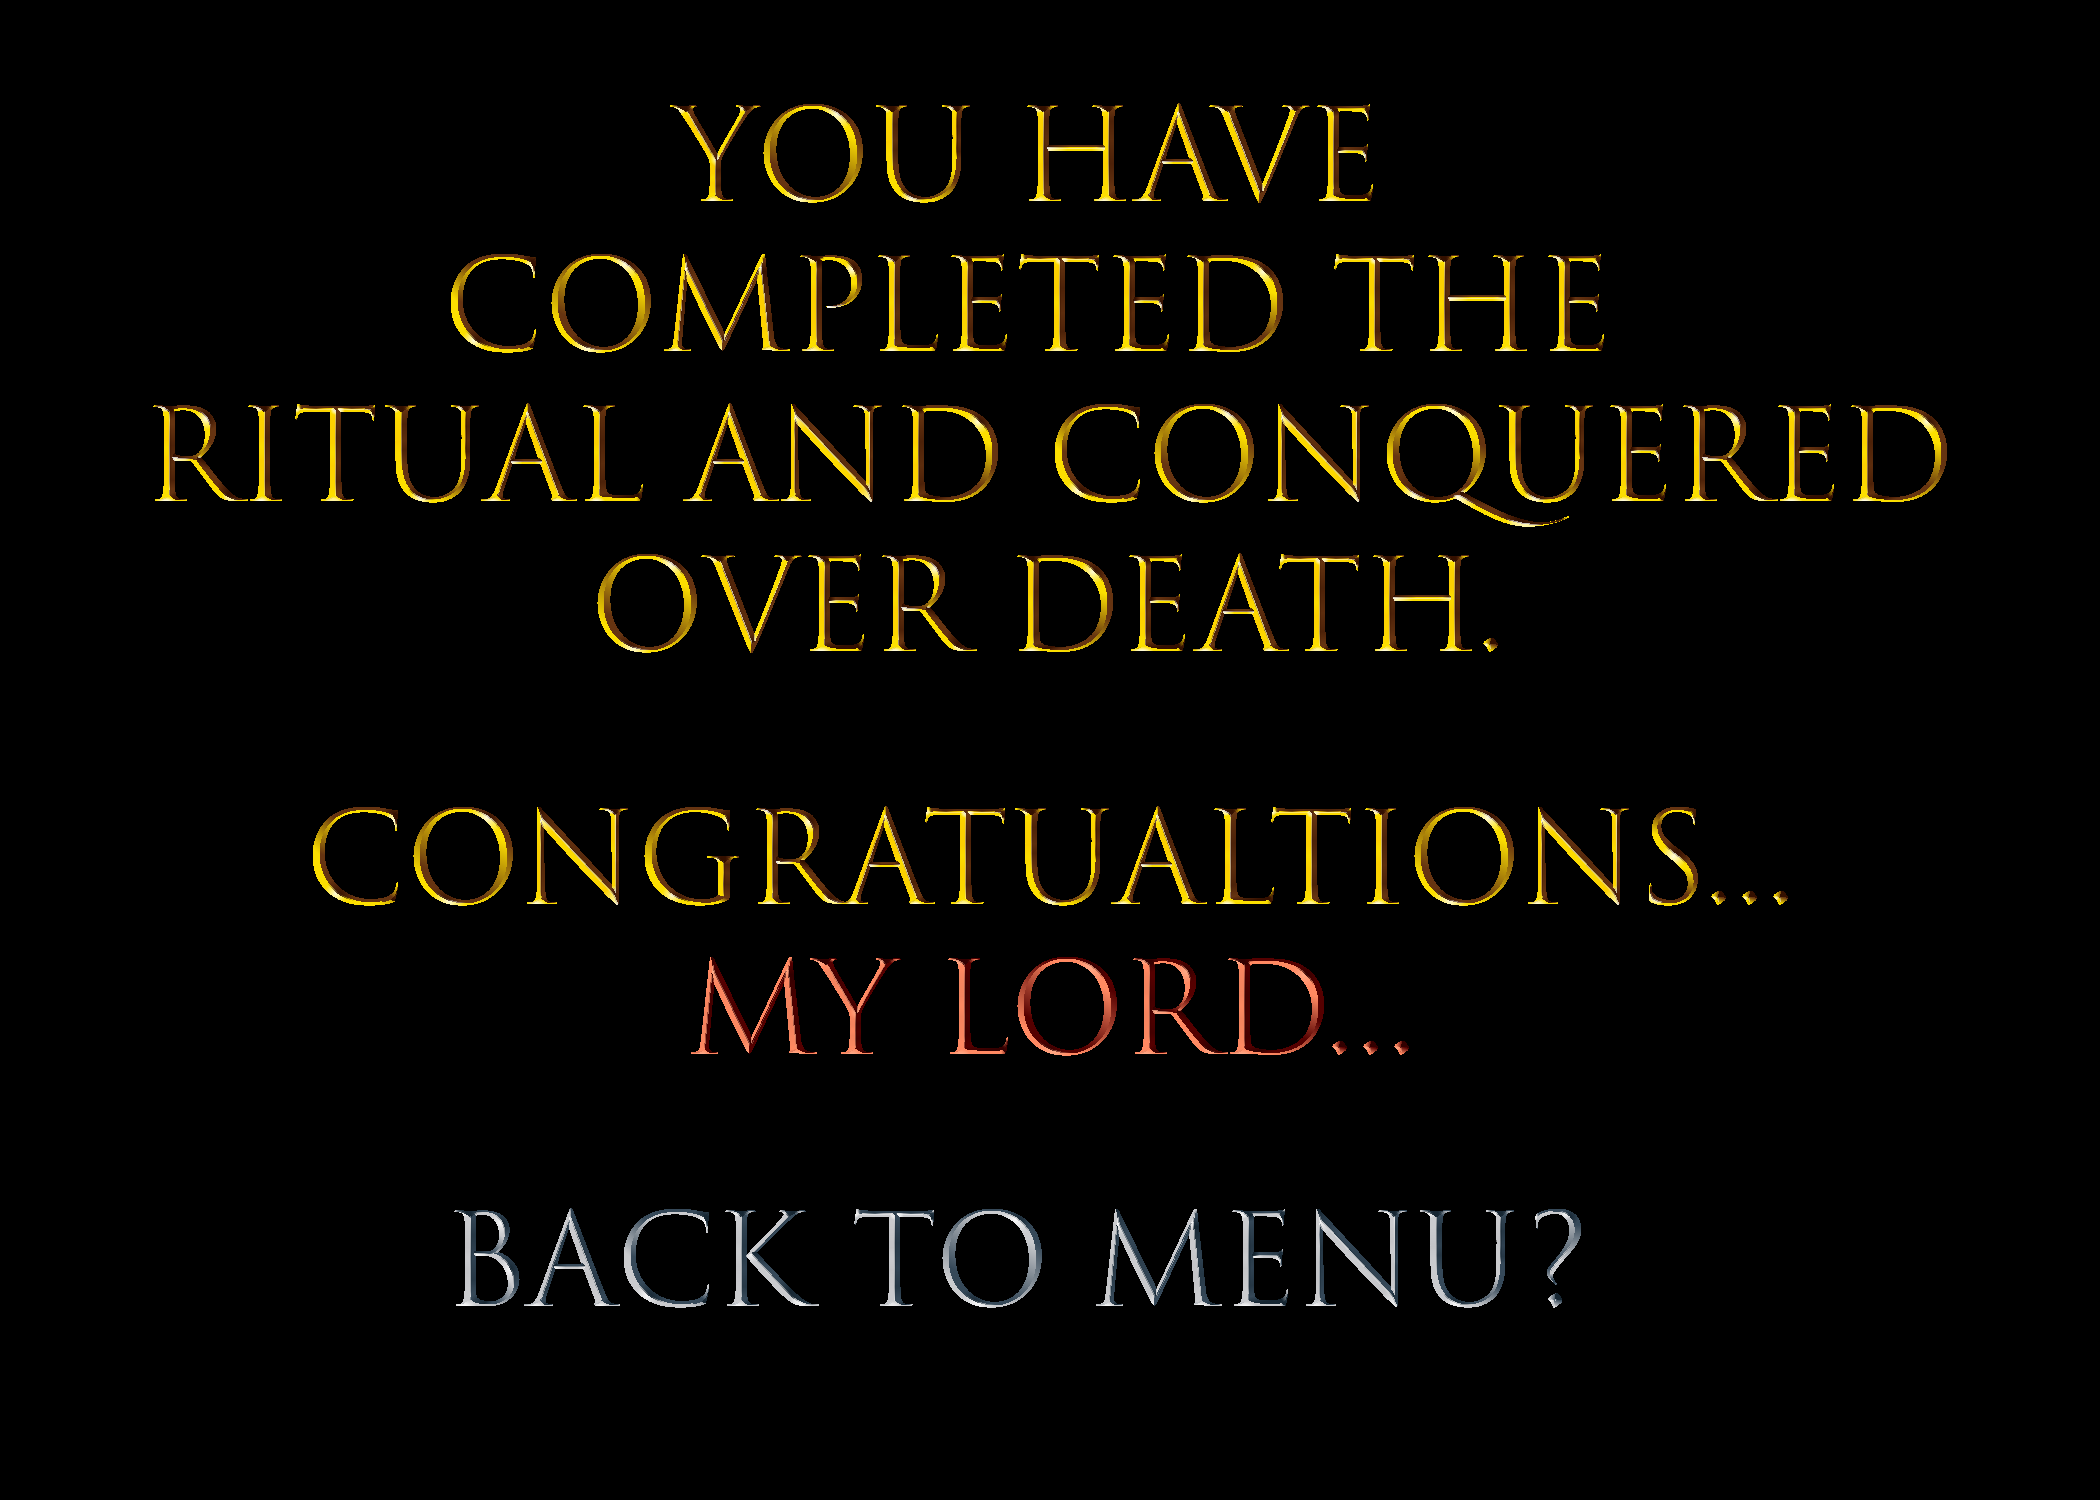 YOU HAVE
COMPLETED THE
RITUAL AND CONQUERED
OVER DEATH.
CONGRATUALTIONS...
MY LORD...
BACK TO MENU?